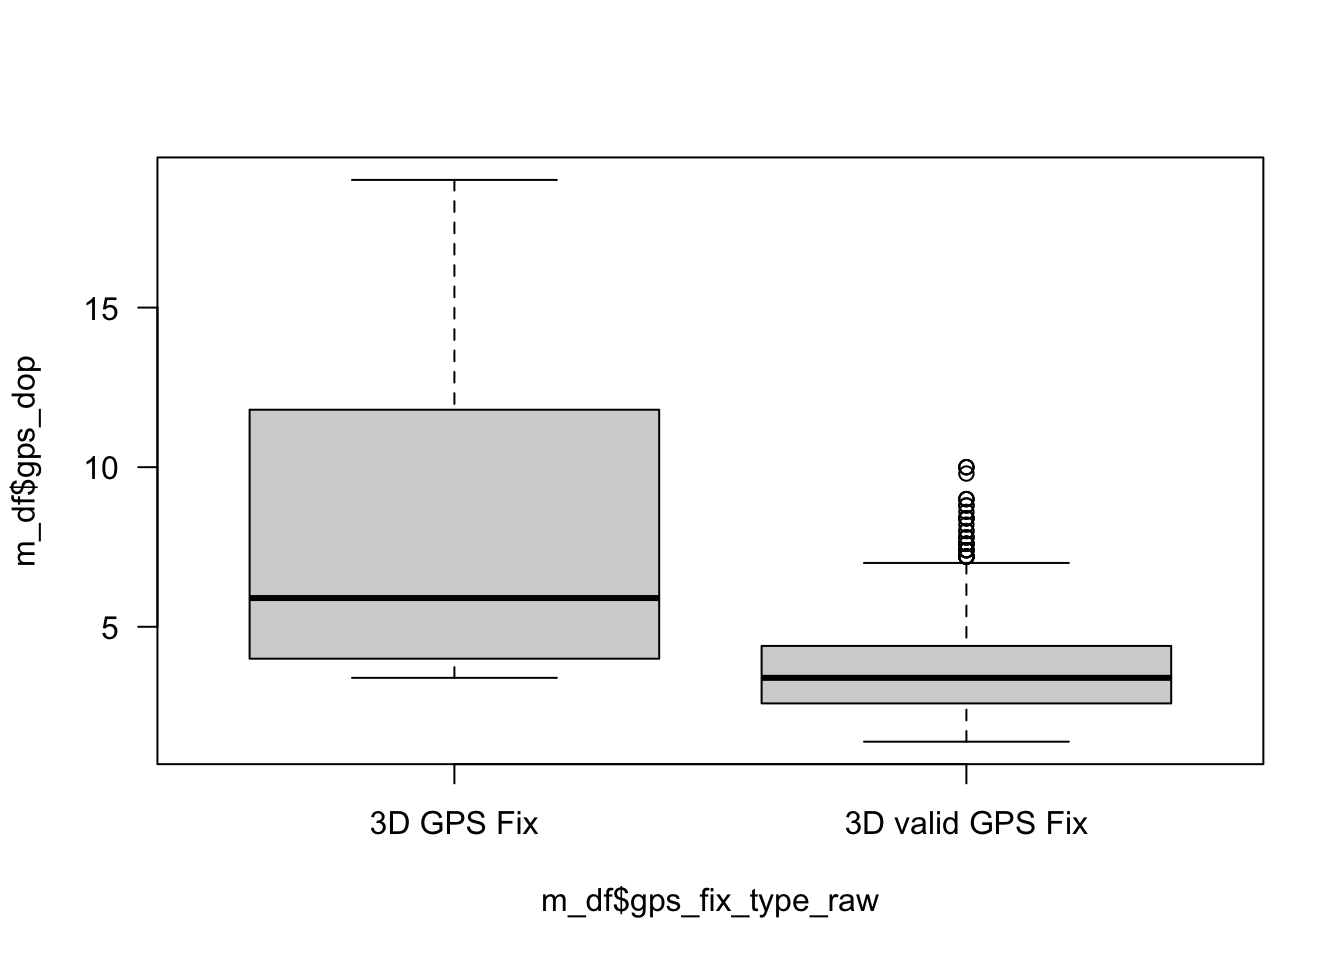 m_df$gps_dop
15
10
5
3D GPS Fix
3D valid GPS Fix
m_df$gps_fix_type_raw